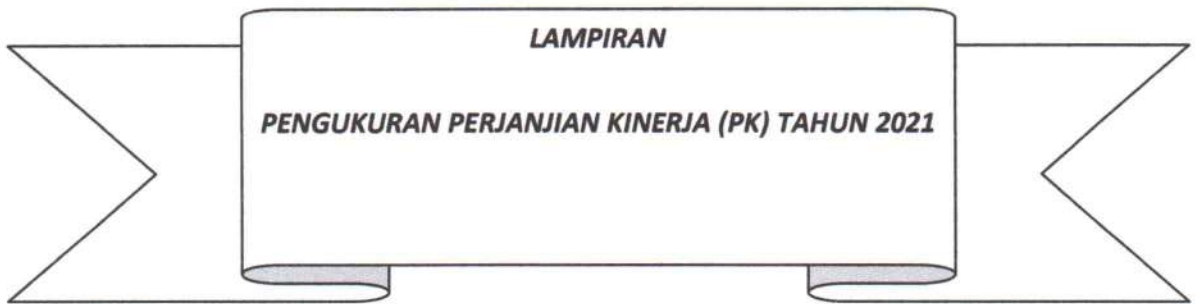 LAMPIRAN
PENGUKURAN PERJANJIAN KINERJA (PK) TAHUN 2021